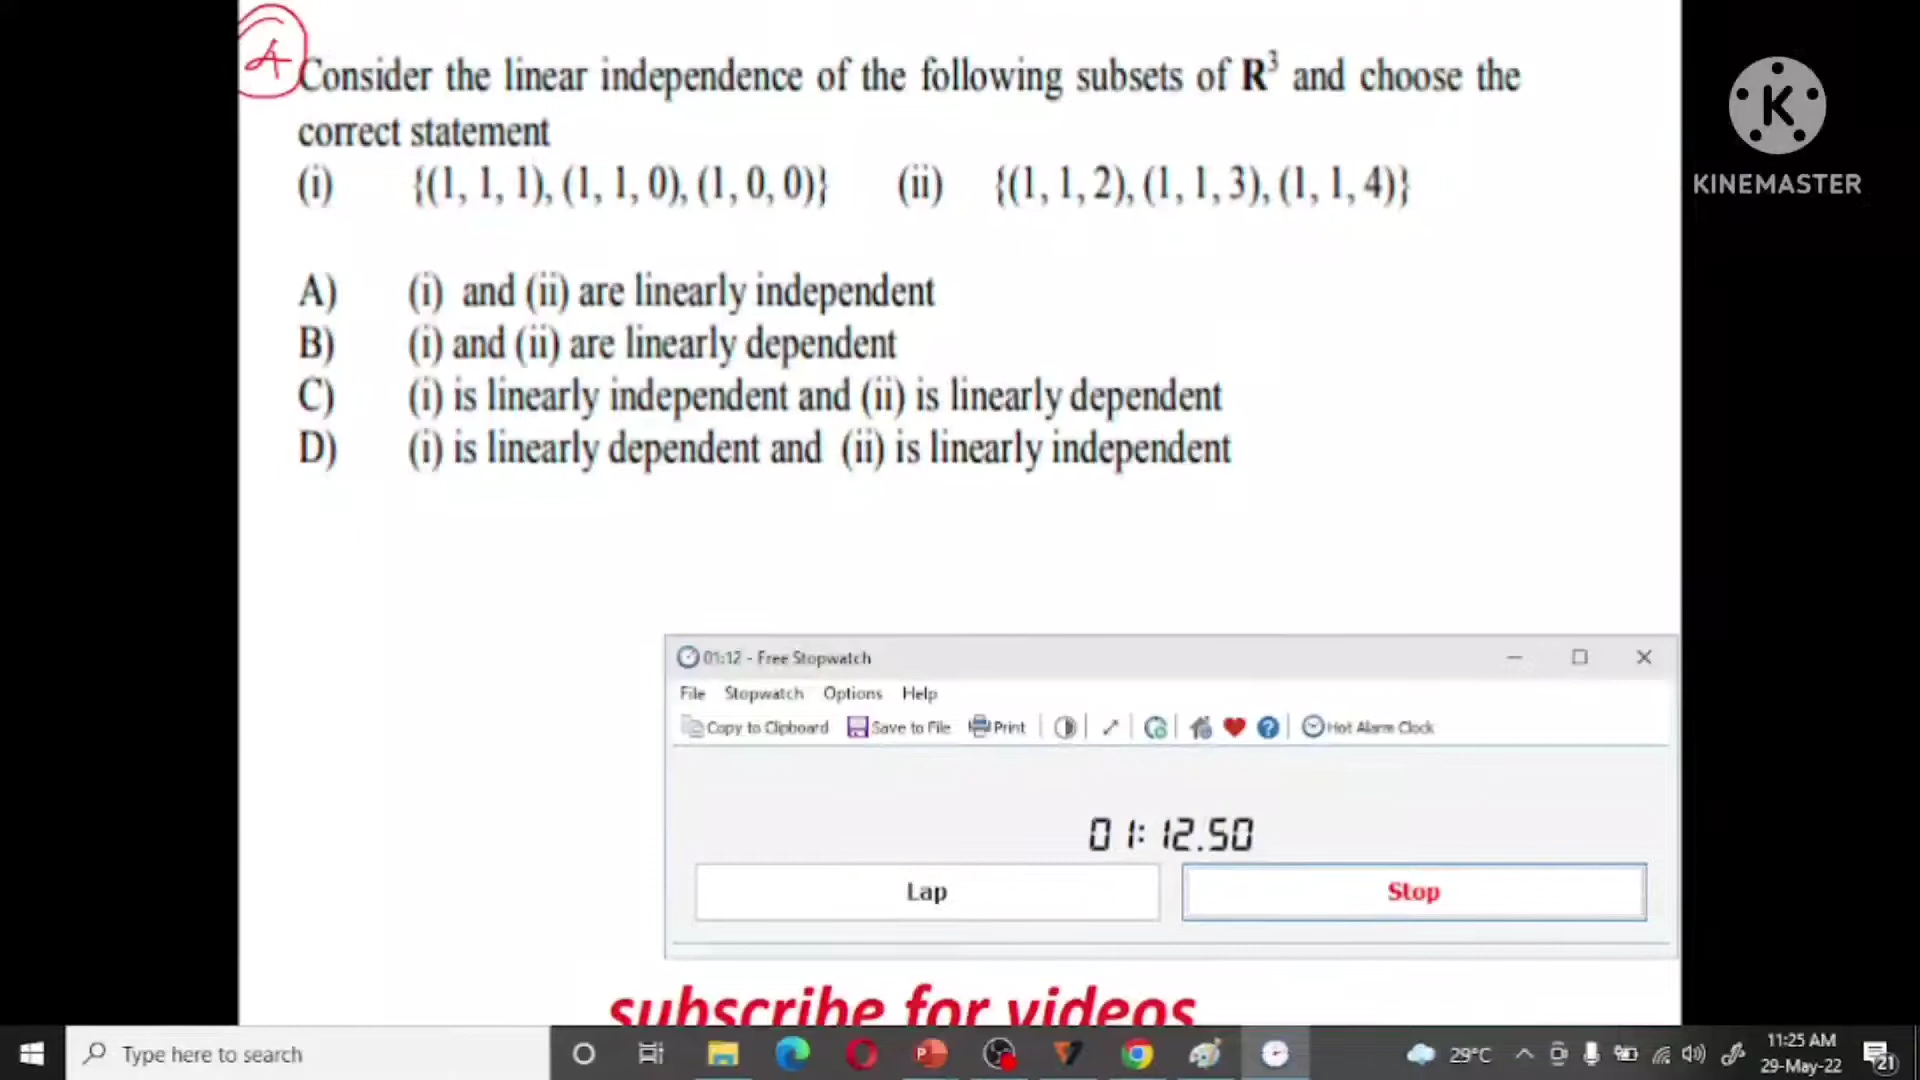 A
Consider the linear independence of the following subsets of R³ and choose the
correct statement
(i) {(1, 1, 1), (1, 1, 0), (1, 0, 0)} (ii) {(1, 1, 2), (1, 1, 3), (1, 1, 4)}
A) (i) and (ii) are linearly independent
B) (i) and (ii) are linearly dependent
C) (i) is linearly independent and (ii) is linearly dependent
D) (i) is linearly dependent and (ii) is linearly independent
K
KINEMASTER
01:12 - Free Stopwatch
File Stopwatch Options Help
Copy to Clipboard Save to File Print Hot Alarm Clock
01:12.50
Lap Stop
subscribe for videos
Type here to search
29°C
11:25 AM
29-May-22
21